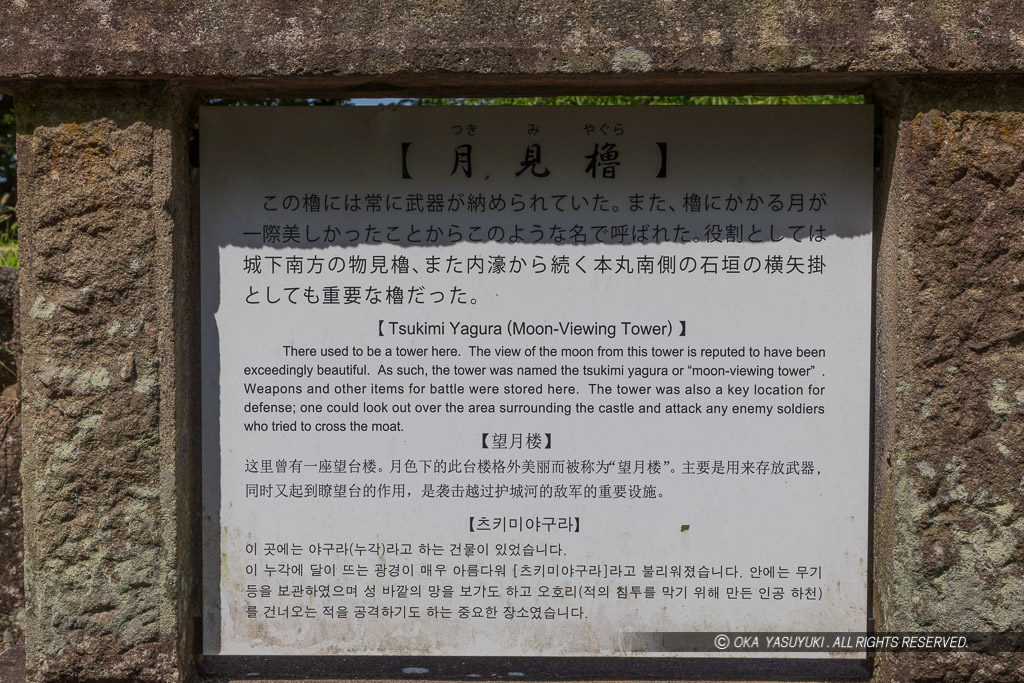 つき み やぐら
【月見櫓】
この櫓には常に武器が納められていた。また、櫓にかかる月が
一際美しかったことからこのような名で呼ばれた。役割としては
城下南方の物見櫓、また内濠から続く本丸南側の石垣の横矢掛
としても重要な櫓だった。
【 Tsukimi Yagura (Moon-Viewing Tower) 】
There used to be a tower here. The view of the moon from this tower is reputed to have been
exceedingly beautiful. As such, the tower was named the tsukimi yagura or “moon-viewing tower” .
Weapons and other items for battle were stored here. The tower was also a key location for
defense; one could look out over the area surrounding the castle and attack any enemy soldiers
who tried to cross the moat.
【望月楼】
这里曾有一座望台楼。月色下的此台楼格外美丽而被称为“望月楼”。主要是用来存放武器，
同时又起到瞭望台的作用，是袭击越过护城河的敌军的重要设施。
【츠키미야구라】
이 곳에는 야구라(누각)라고 하는 건물이 있었습니다.
이 누각에 달이 뜨는 광경이 매우 아름다워 [츠키미야구라]라고 불리워졌습니다. 안에는 무기
등을 보관하였으며 성 바깥의 망을 보기도 하고 오호리(적의 침투를 막기 위해 만든 인공 하천)
를 건너오는 적을 공격하기도 하는 중요한 장소였습니다.
© OKA YASUYUKI . ALL RIGHTS RESERVED.